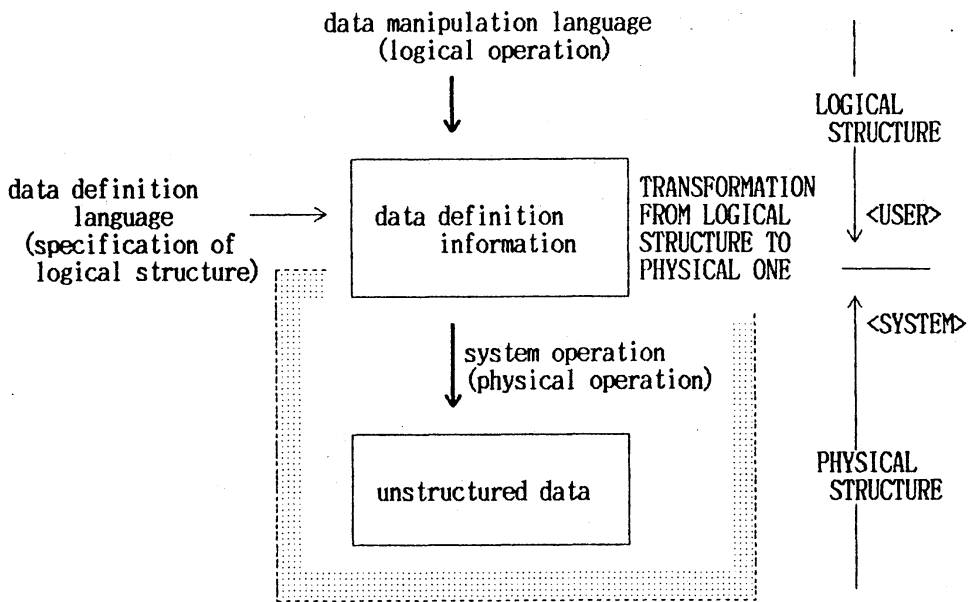 data manipulation language
(logical operation)
LOGICAL
STRUCTURE
data definition
language
(specification of
logical structure)
data definition
information
TRANSFORMATION
FROM LOGICAL
STRUCTURE TO
PHYSICAL ONE
<USER>
<SYSTEM>
system operation
(physical operation)
unstructured data
PHYSICAL
STRUCTURE